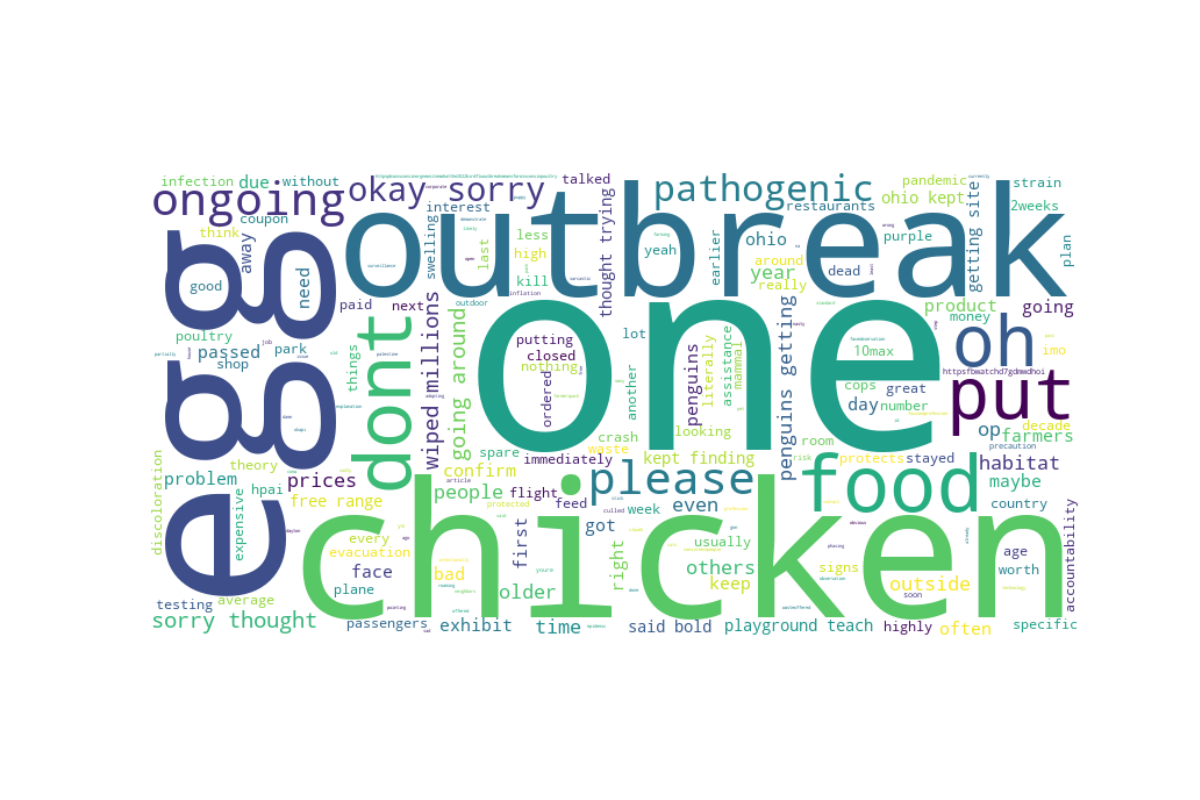 infection
due
without
ongoing
okay sorry
talked
pathogenic
pandemic
strain
ohio kept
2weeks
coupon
interest
restaurants
getting site
think
away
swelling
last
less
high
kill
thought trying
outbreak
yeah
earlier
ohio
purple
plan
around
year
really
dead
egg
good
need
paid
next
outdoor
inflation
product
going
money
poultry
passed
park
shop
things
dont
wiped millions
going around
one
putting
closed
nothing
ordered
lot
another
penguins
literally
assistance
mammal
penguins getting
10max
cops
great
day
number
oh
imo
httpsfbwatchd7gdmwdhoi
put
op
decade
farmers
precaution
room
crash
looking
waste
spare
immediately
kept finding
protects
stayed
habitat
maybe
discoloration
theory
problem
hpai
prices
expensive
free range
confirm
people
flight
feed
please
week
even
food
country
accountability
every
evacuation
face
plane
bad
first
older
got
right
usually
others
keep
signs
outside
soon
age
worth
chicken
testing
average
sorry thought
passengers
exhibit
time
said bold
playground teach
highly
often
specific